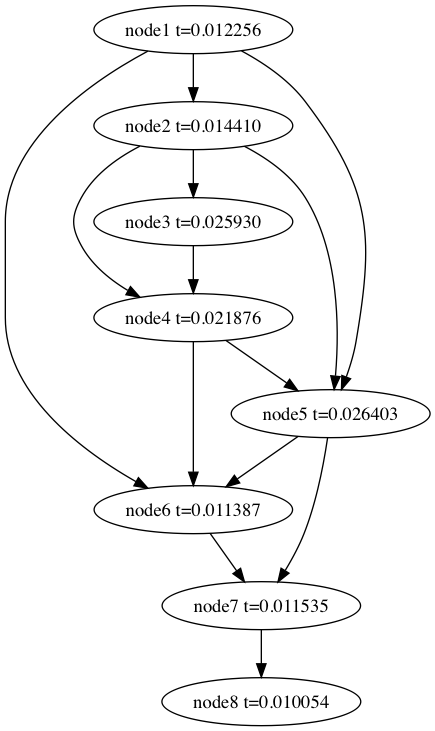 node1 t=0.012256
node2 t=0.014410
node3 t=0.025930
node4 t=0.021876
node5 t=0.026403
node6 t=0.011387
node7 t=0.011535
node8 t=0.010054